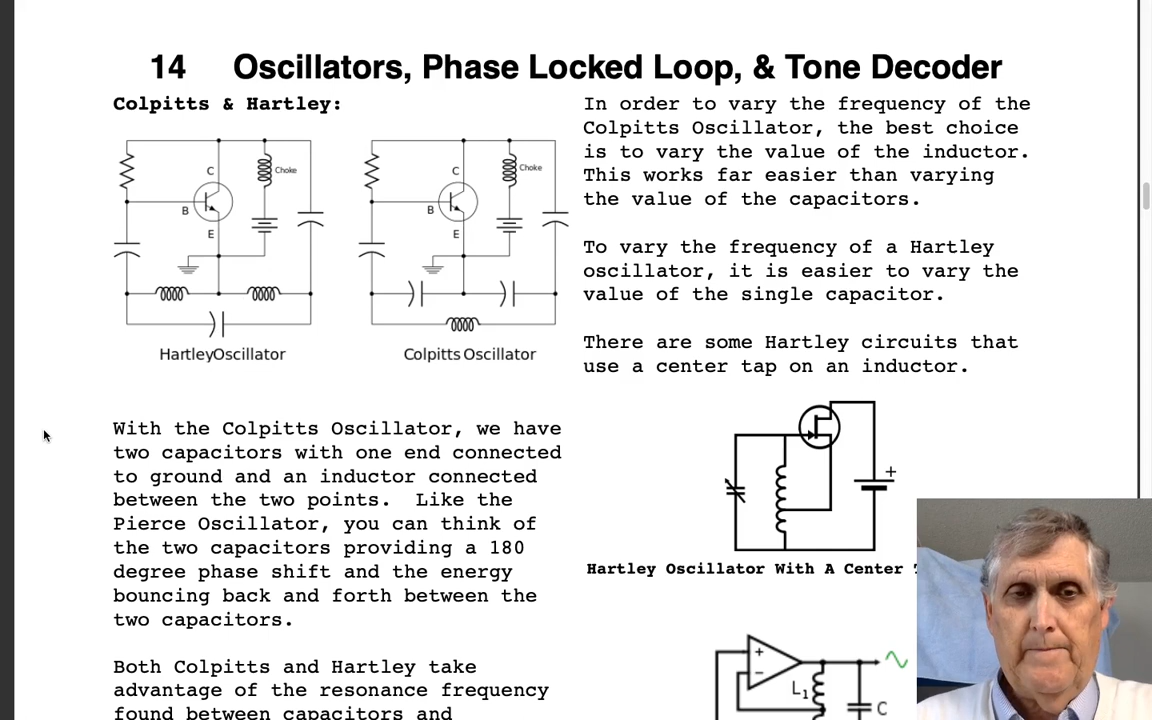 14 Oscillators, Phase Locked Loop, & Tone Decoder
Colpitts & Hartley:
C
Choke
B
E
HartleyOscillator
C
Choke
B
E
Colpitts Oscillator
With the Colpitts Oscillator, we have
two capacitors with one end connected
to ground and an inductor connected
between the two points. Like the
Pierce Oscillator, you can think of
the two capacitors providing a 180
degree phase shift and the energy
bouncing back and forth between the
two capacitors.
Both Colpitts and Hartley take
advantage of the resonance frequency
found between capacitors and
In order to vary the frequency of the
Colpitts Oscillator, the best choice
is to vary the value of the inductor.
This works far easier than varying
the value of the capacitors.
To vary the frequency of a Hartley
oscillator, it is easier to vary the
value of the single capacitor.
There are some Hartley circuits that
use a center tap on an inductor.
+
Hartley Oscillator With A Center
+
-
L1
C